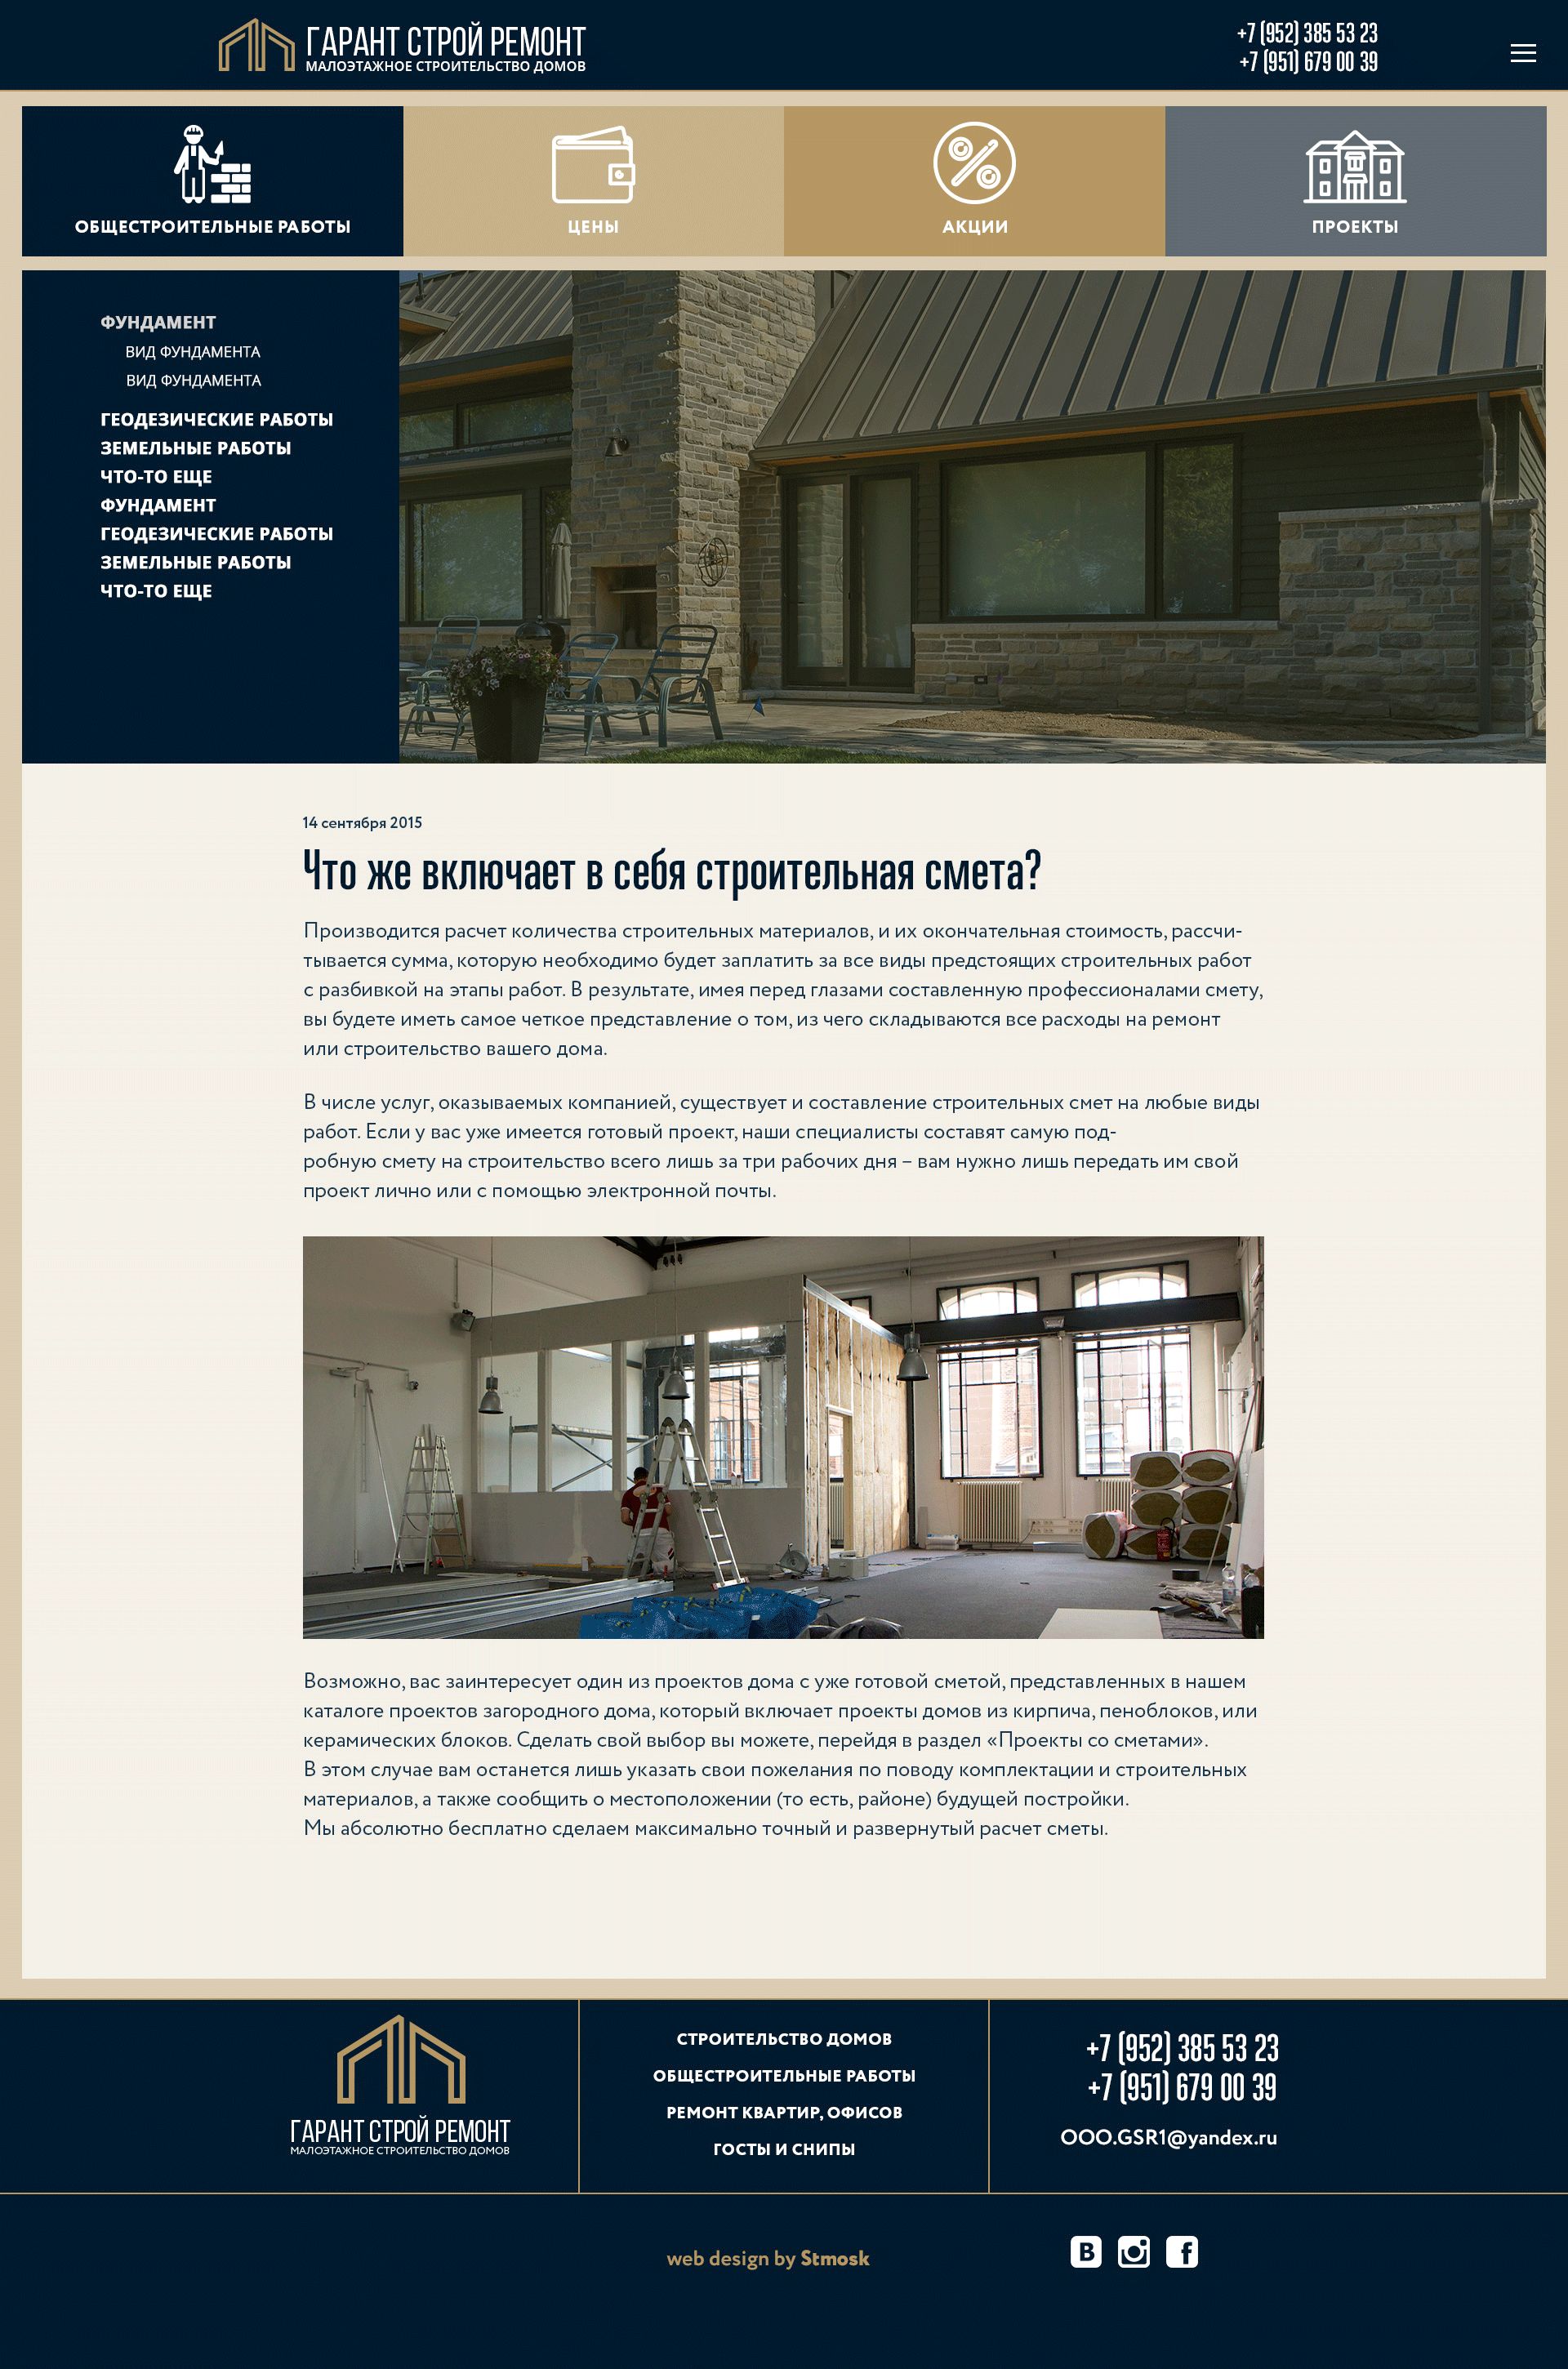 ГАРАНТ СТРОЙ РЕМОНТ
МАЛОЭТАЖНОЕ СТРОИТЕЛЬСТВО ДОМОВ
+7 (952) 385 53 23
+7 (951) 679 00 39
ОБЩЕСТРОИТЕЛЬНЫЕ РАБОТЫ
ЦЕНЫ
АКЦИИ
ПРОЕКТЫ
ФУНДАМЕНТ
ВИД ФУНДАМЕНТА
ВИД ФУНДАМЕНТА
ГЕОДЕЗИЧЕСКИЕ РАБОТЫ
ЗЕМЕЛЬНЫЕ РАБОТЫ
ЧТО-ТО ЕЩЕ
ФУНДАМЕНТ
ГЕОДЕЗИЧЕСКИЕ РАБОТЫ
ЗЕМЕЛЬНЫЕ РАБОТЫ
ЧТО-ТО ЕЩЕ
14 сентября 2015
Что же включает в себя строительная смета?
Производится расчет количества строительных материалов, и их окончательная стоимость, рассчи-
тывается сумма, которую необходимо будет заплатить за все виды предстоящих строительных работ
с разбивкой на этапы работ. В результате, имея перед глазами составленную профессионалами смету,
вы будете иметь самое четкое представление о том, из чего складываются все расходы на ремонт
или строительство вашего дома.
В числе услуг, оказываемых компанией, существует и составление строительных смет на любые виды
работ. Если у вас уже имеется готовый проект, наши специалисты составят самую под-
робную смету на строительство всего лишь за три рабочих дня – вам нужно лишь передать им свой
проект лично или с помощью электронной почты.
Возможно, вас заинтересует один из проектов дома с уже готовой сметой, представленных в нашем
каталоге проектов загородного дома, который включает проекты домов из кирпича, пеноблоков, или
керамических блоков. Сделать свой выбор вы можете, перейдя в раздел «Проекты со сметами».
В этом случае вам останется лишь указать свои пожелания по поводу комплектации и строительных
материалов, а также сообщить о местоположении (то есть, районе) будущей постройки.
Мы абсолютно бесплатно сделаем максимально точный и развернутый расчет сметы.
ГАРАНТ СТРОЙ РЕМОНТ
МАЛОЭТАЖНОЕ СТРОИТЕЛЬСТВО ДОМОВ
СТРОИТЕЛЬСТВО ДОМОВ
ОБЩЕСТРОИТЕЛЬНЫЕ РАБОТЫ
РЕМОНТ КВАРТИР, ОФИСОВ
ГОСТЫ И СНИПЫ
+7 (952) 385 53 23
+7 (951) 679 00 39
OOO.GSR1@yandex.ru
web design by Stmosk